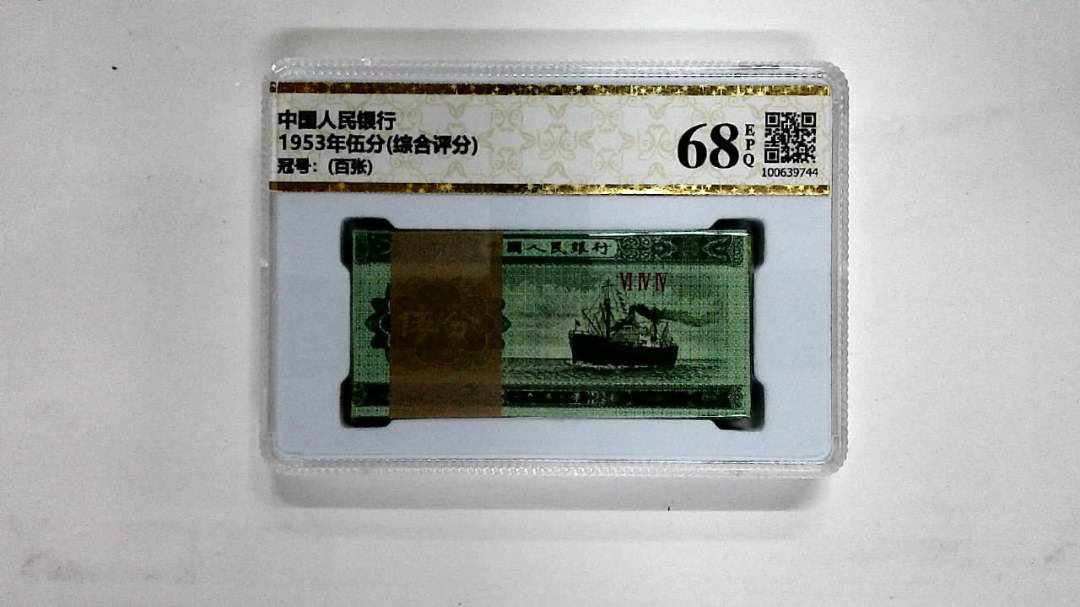 中国人民银行
1953年伍分(综合评分)
冠号：(百张)
68
EPQ
100639744
國人民銀行
VI IV IV
伍分